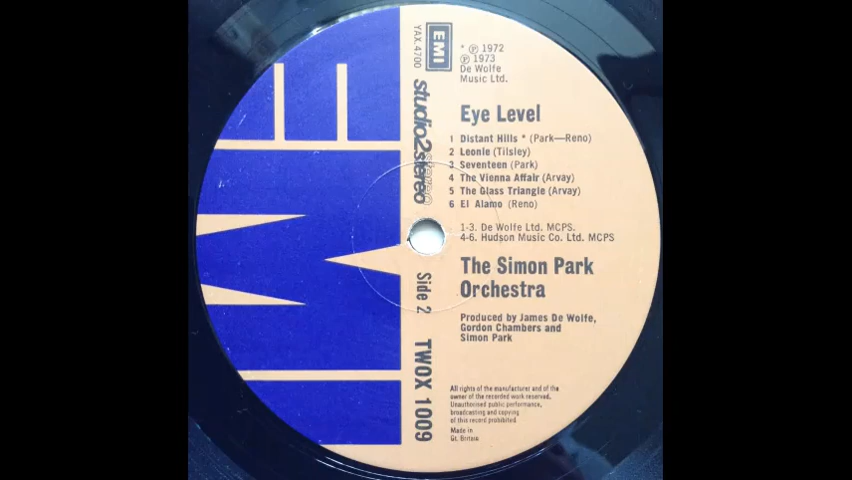 EMI
YAX.4700
* Ⓟ 1972
Ⓟ 1973
De Wolfe
Music Ltd.
studio2stereo
Eye Level
1 Distant Hills * (Park—Reno)
2 Leonie (Tilsley)
3 Seventeen (Park)
4 The Vienna Affair (Arvay)
5 The Glass Triangle (Arvay)
6 El Alamo (Reno)
1-3. De Wolfe Ltd. MCPS.
4-6. Hudson Music Co. Ltd. MCPS
The Simon Park
Orchestra
Side 2
TWOX 1009
Produced by James De Wolfe,
Gordon Chambers and
Simon Park
All rights of the manufacturer and of the
owner of the recorded work reserved.
Unauthorised public performance,
broadcasting and copying
of this record prohibited
Made in
Gt. Britain
EMI